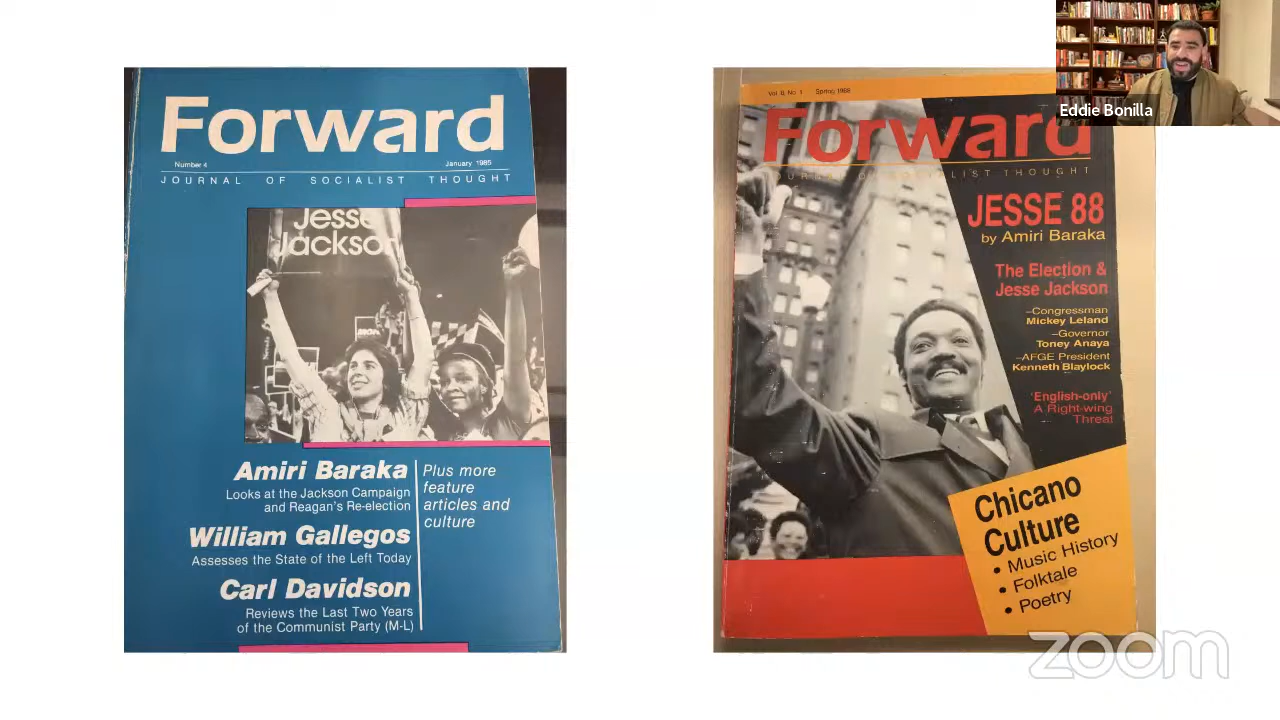 Forward
Number 4 January 1985
JOURNAL OF SOCIALIST THOUGHT
Jesse
Jackson
Amiri Baraka
Looks at the Jackson Campaign
and Reagan's Re-election
William Gallegos
Assesses the State of the Left Today
Carl Davidson
Reviews the Last Two Years
of the Communist Party (M-L)
Plus more
feature
articles and
culture
Vol. 8, No. 1 Spring 1988
Forward
JOURNAL OF SOCIALIST THOUGHT
JESSE 88
by Amiri Baraka
The Election &
Jesse Jackson
–Congressman
Mickey Leland
–Governor
Toney Anaya
–AFGE President
Kenneth Blaylock
'English-only'
A Right-wing
Threat
Chicano
Culture
• Music History
• Folktale
• Poetry
Eddie Bonilla
zoom